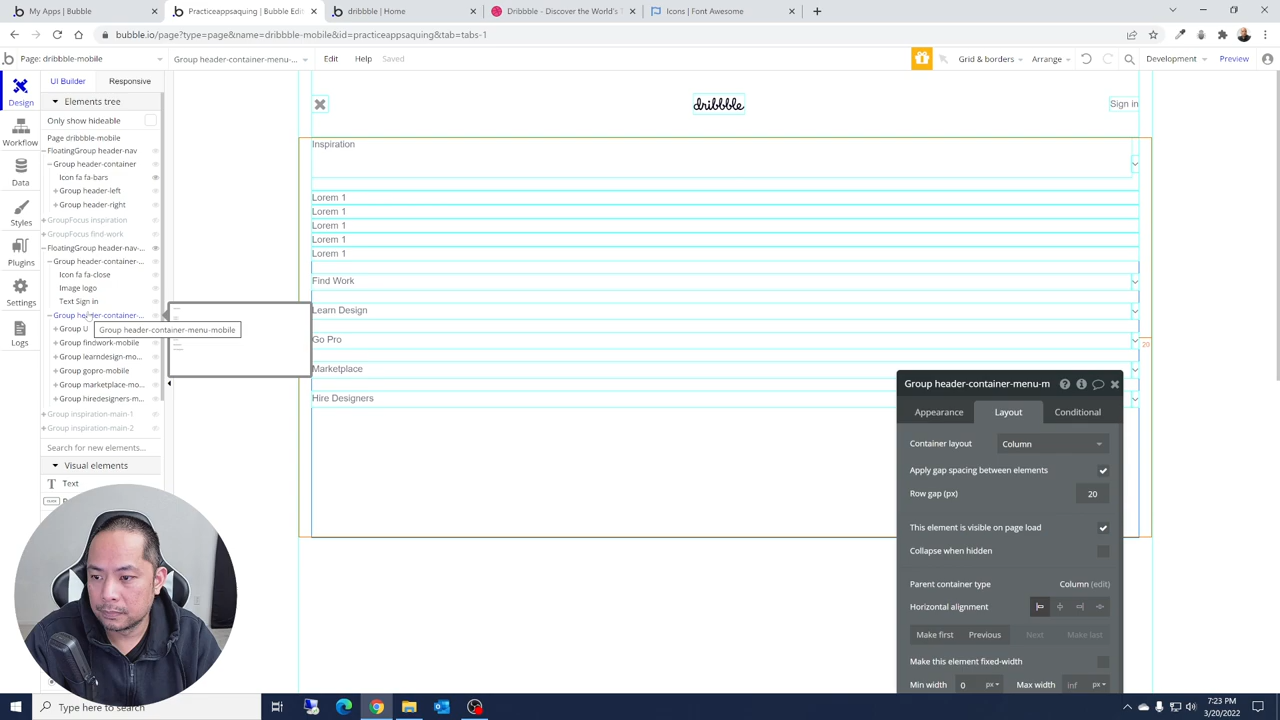 My App | Bubble
Practicepping | Bubble Editor
Dribbble - Discover the World's T
Icons | Font Awesome
bubble.io/page?type=page&name=dribbble-mobile&id=practiceappsaquing&tab=tabs-1
Page: dribbble-mobile
Group header-container-menu-m...
Edit
Help
Saved
Grid & borders
Arrange
Development
Preview
Design
Workflow
Data
Styles
Plugins
Settings
Logs
UI Builder
Responsive
Elements tree
Only show hideable
Page dribbble-mobile
FloatingGroup header-nav
Group header-container
Icon fa fa-bars
Group header-left
Group header-right
GroupFocus inspiration
GroupFocus find-work
FloatingGroup header-nav-...
Group header-container-...
Icon fa fa-close
Image logo
Text Sign in
Group header-container-...
Group U
Group header-container-menu-mobile
Group findwork-mobile
Group learndesign-mo...
Group gopro-mobile
Group marketplace-mo...
Group hiredesigners-m...
Group inspiration-main-1
Group inspiration-main-2
Search for new elements...
Visual elements
Text
dribbble
Sign in
Inspiration
Lorem 1
Lorem 1
Lorem 1
Lorem 1
Lorem 1
Find Work
Learn Design
Go Pro
20
Marketplace
Hire Designers
Group header-container-menu-m
Appearance
Layout
Conditional
Container layout
Column
Apply gap spacing between elements
Row gap (px)
20
This element is visible on page load
Collapse when hidden
Parent container type
Column (edit)
Horizontal alignment
Make first
Previous
Next
Make last
Make this element fixed-width
Min width
0
px
Max width
inf
px
Type here to search
7:23 PM
3/20/2022